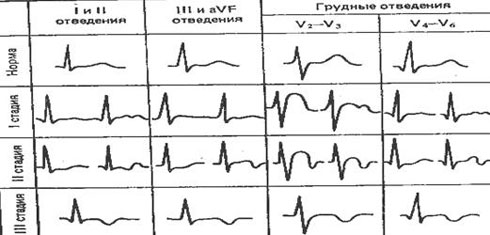 I и II отведения
III и aVF отведения
Грудные отведения
V₂–V₃
V₄–V₆
Норма
I стадия
II стадия
III стадия